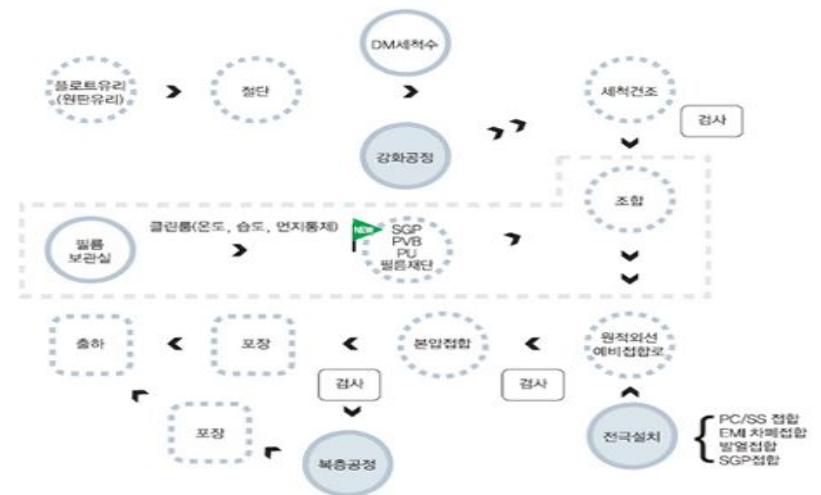 DM세척수
플로트유리
(원판유리)
절단
세척건조
검사
강화공정
조합
클린룸(온도, 습도, 먼지통제)
필름
보관실
NEW
SGP
PVB
PU
필름재단
출하
포장
본압접합
원적외선
예비접합로
검사
검사
포장
복층공정
전극설치
PC/SS 접합
EMI 차폐접합
발열접합
SGP접합